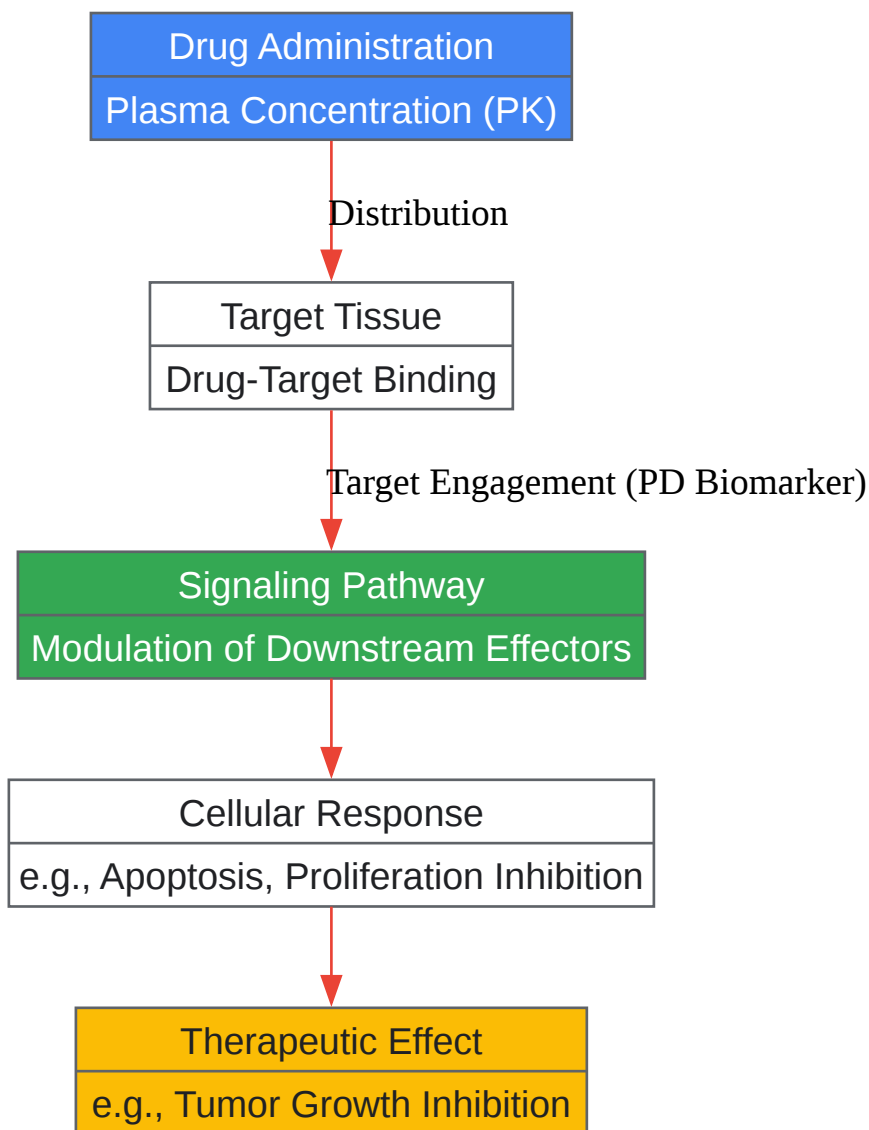 Drug Administration
Plasma Concentration (PK)
Distribution
Target Tissue
Drug-Target Binding
Target Engagement (PD Biomarker)
Signaling Pathway
Modulation of Downstream Effectors
Cellular Response
e.g., Apoptosis, Proliferation Inhibition
Therapeutic Effect
e.g., Tumor Growth Inhibition